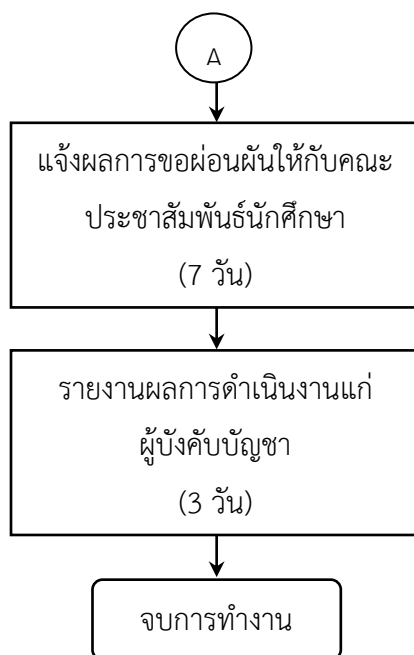 A
แจ้งผลการขอผ่อนผันให้กับคณะ
ประชาสัมพันธ์นักศึกษา
(7 วัน)
รายงานผลการดำเนินงานแก่
ผู้บังคับบัญชา
(3 วัน)
จบการทำงาน